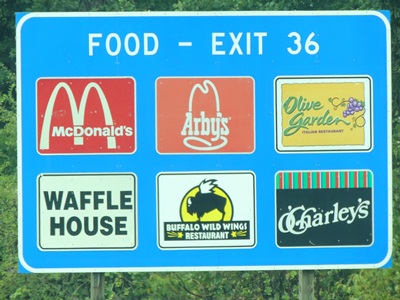 FOOD - EXIT 36
McDonald's
Arby's
Olive
Garden
ITALIAN RESTAURANT
WAFFLE
HOUSE
BUFFALO WILD WINGS
RESTAURANT
O'Charley's